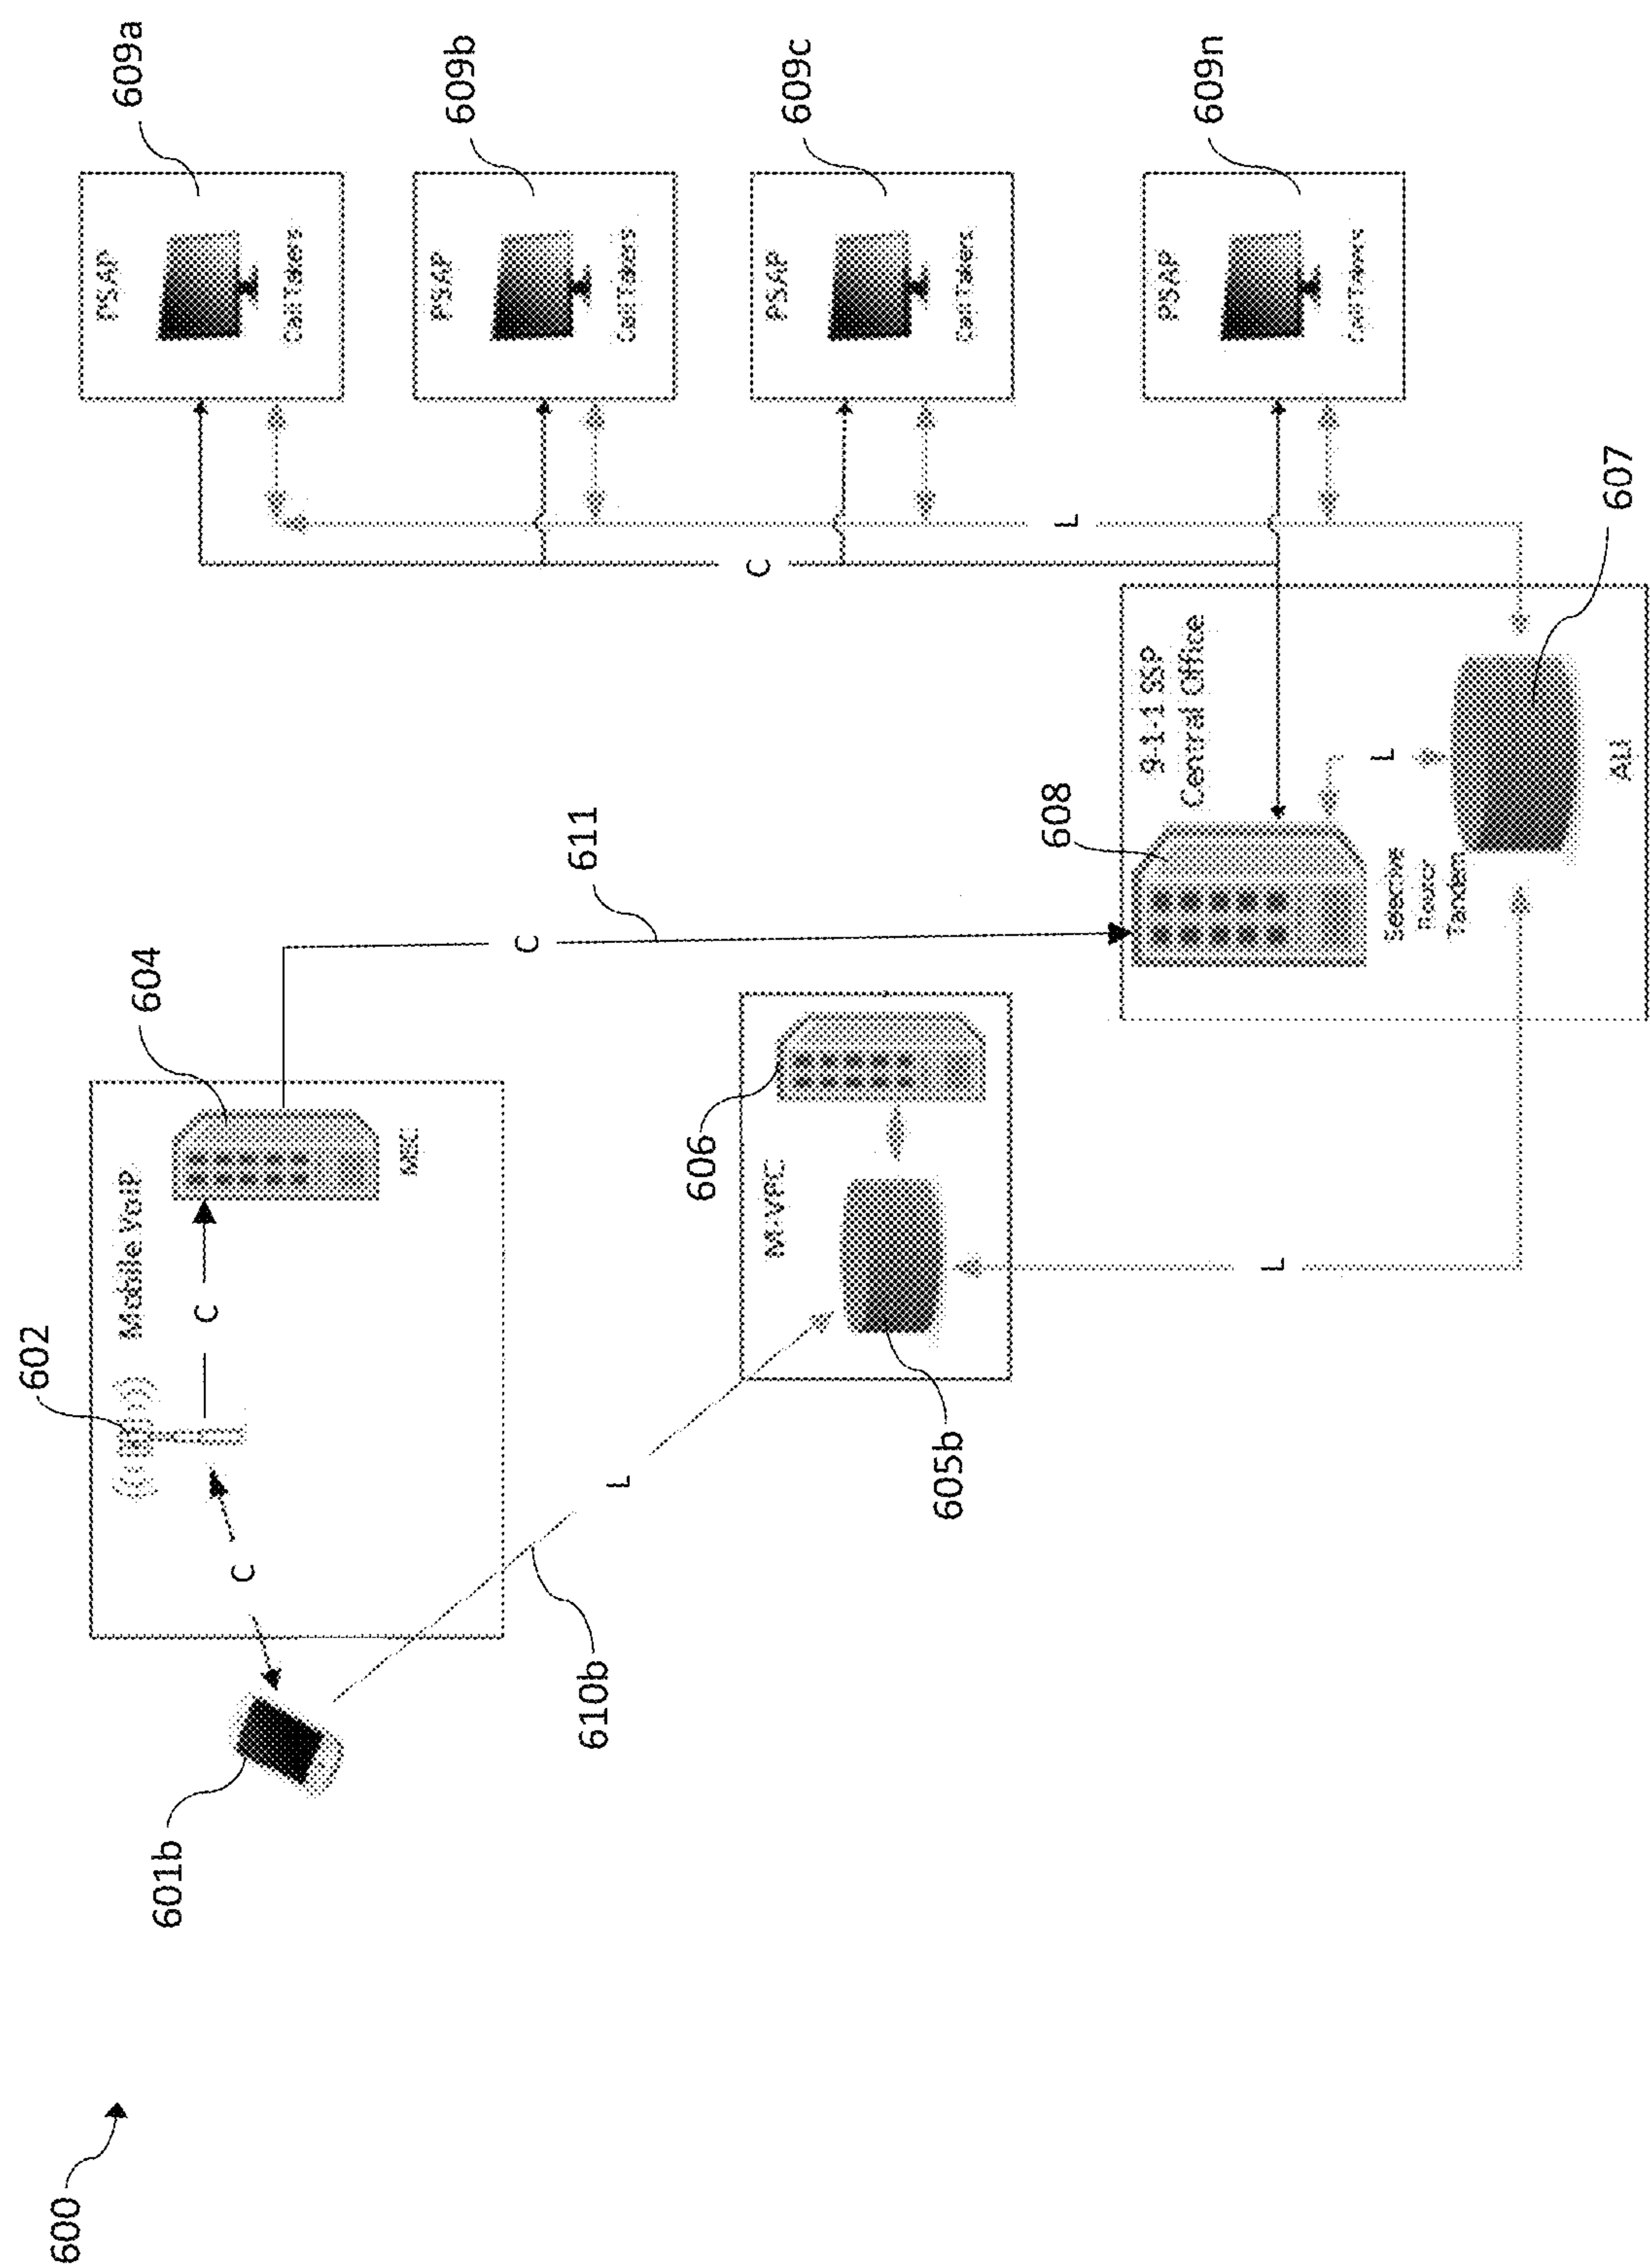 600
601b
602
Mobile VoIP
C
C
604
MSC
610b
L
605b
M-VPC
606
C
611
L
9-1-1 SSP
Central Office
608
Selective
Router
Tandem
L
ALI
607
C
L
PSAP
Call Takers
609a
PSAP
Call Takers
609b
PSAP
Call Takers
609c
PSAP
Call Takers
609n